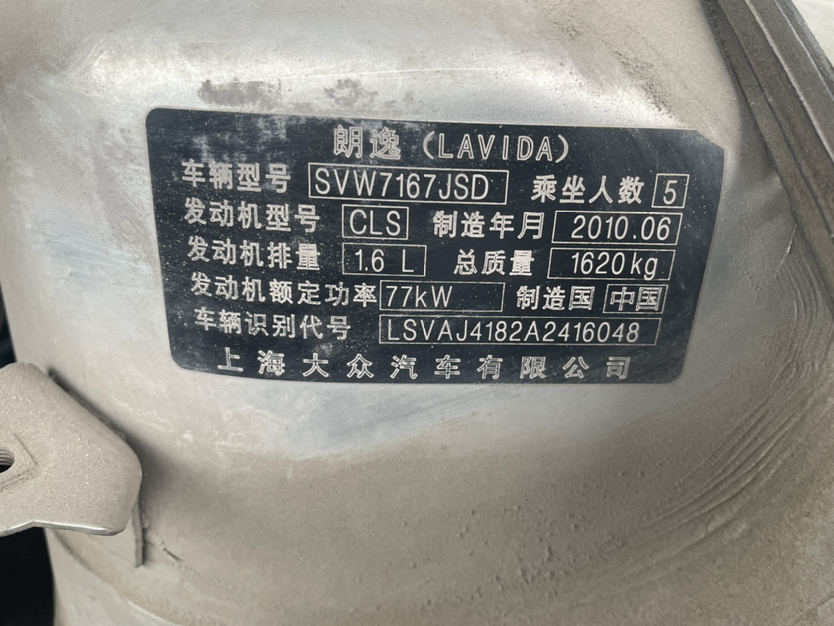 朗逸(LAVIDA)
车辆型号 SVW7167JSD 乘坐人数 5
发动机型号 CLS 制造年月 2010.06
发动机排量 1.6 L 总质量 1620kg
发动机额定功率 77kW 制造国 中国
车辆识别代号 LSVAJ4182A2416048
上海大众汽车有限公司